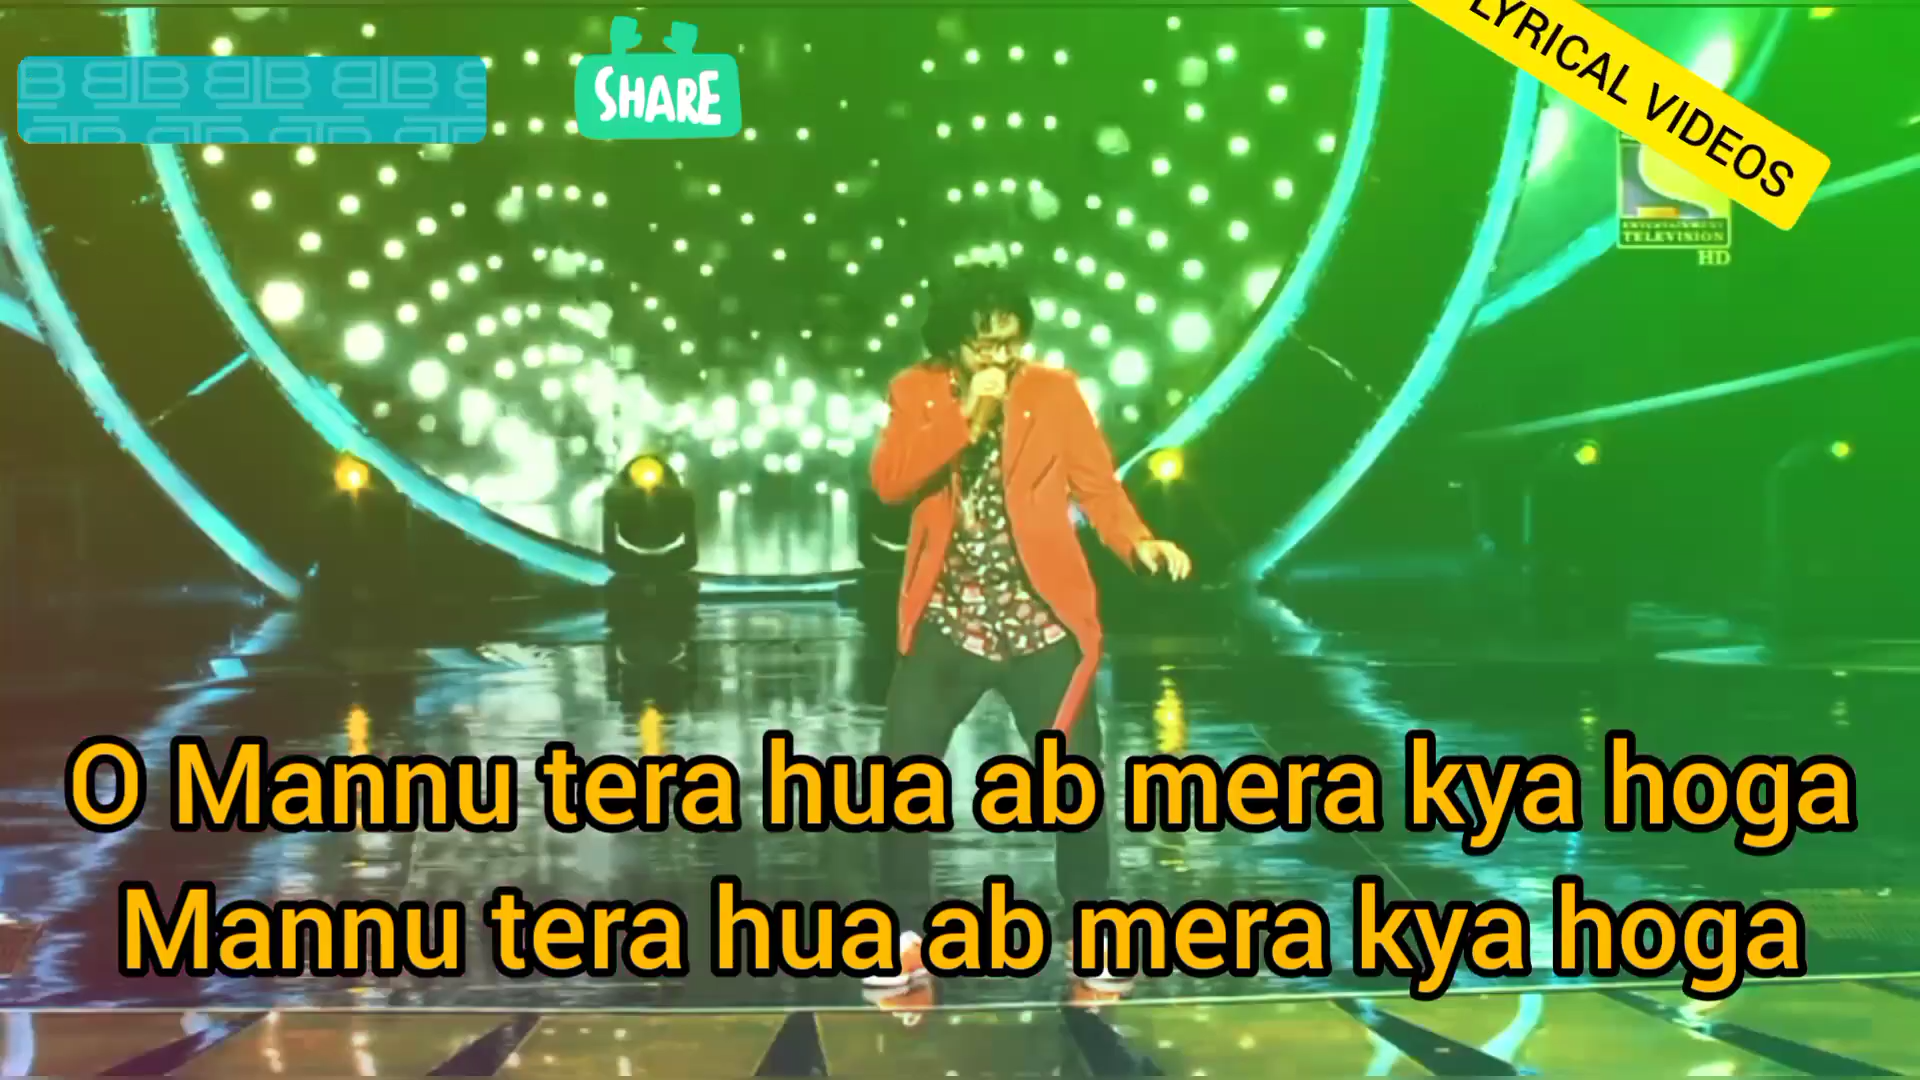 SHARE
LYRICAL VIDEOS
TELEVISION
HD
O Mannu tera hua ab mera kya hoga
Mannu tera hua ab mera kya hoga